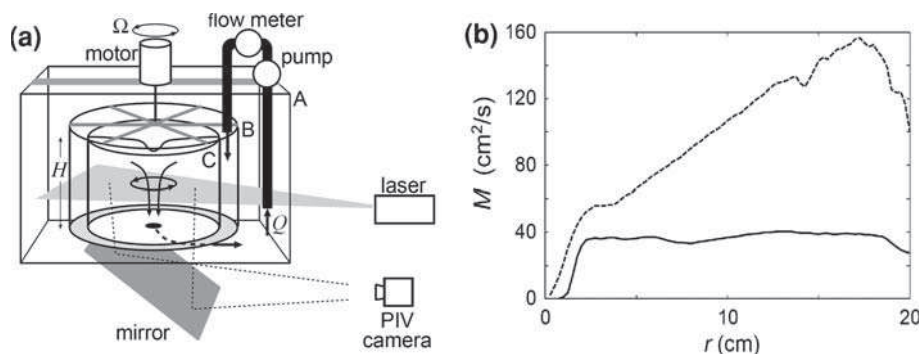 (a)
Ω
motor
flow meter
pump
A
B
C
H
Q
laser
mirror
PIV
camera
(b)
160
120
80
40
0
M (cm²/s)
0
10
20
r (cm)